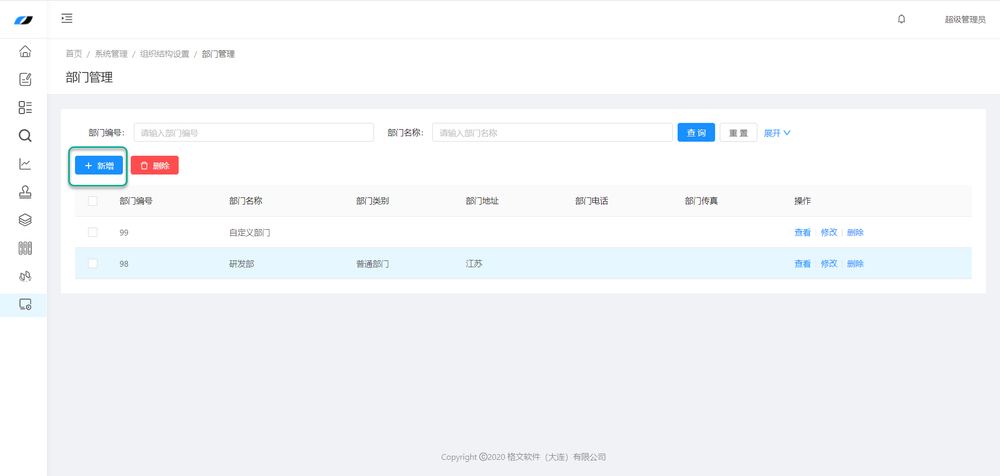 超级管理员
首页 / 系统管理 / 组织结构设置 / 部门管理
部门管理
部门编号： 请输入部门编号 部门名称： 请输入部门名称 查 询 重 置 展开
新增 删除
部门编号 部门名称 部门类别 部门地址 部门电话 部门传真 操作
99 自定义部门 查看 修改 删除
98 研发部 普通部门 江苏 查看 修改 删除
Copyright ©2020 格文软件（大连）有限公司